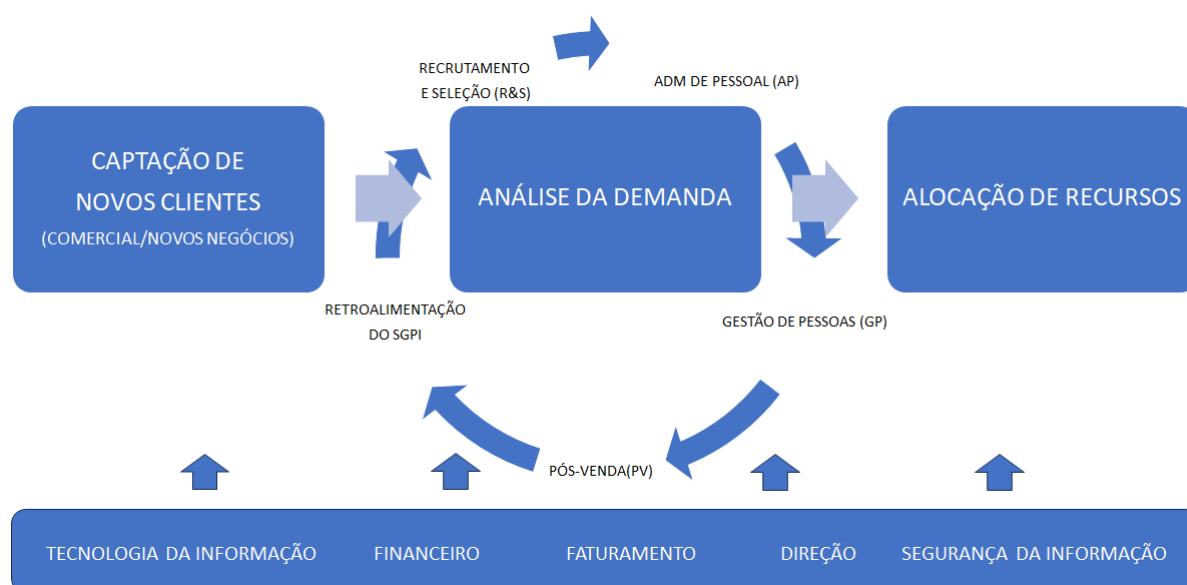 RECRUTAMENTO
E SELEÇÃO (R&S)
ADM DE PESSOAL (AP)
CAPTAÇÃO DE
NOVOS CLIENTES
(COMERCIAL/NOVOS NEGÓCIOS)
ANÁLISE DA DEMANDA
ALOCAÇÃO DE RECURSOS
RETROALIMENTAÇÃO
DO SGPI
GESTÃO DE PESSOAS (GP)
PÓS-VENDA(PV)
TECNOLOGIA DA INFORMAÇÃO
FINANCEIRO
FATURAMENTO
DIREÇÃO
SEGURANÇA DA INFORMAÇÃO